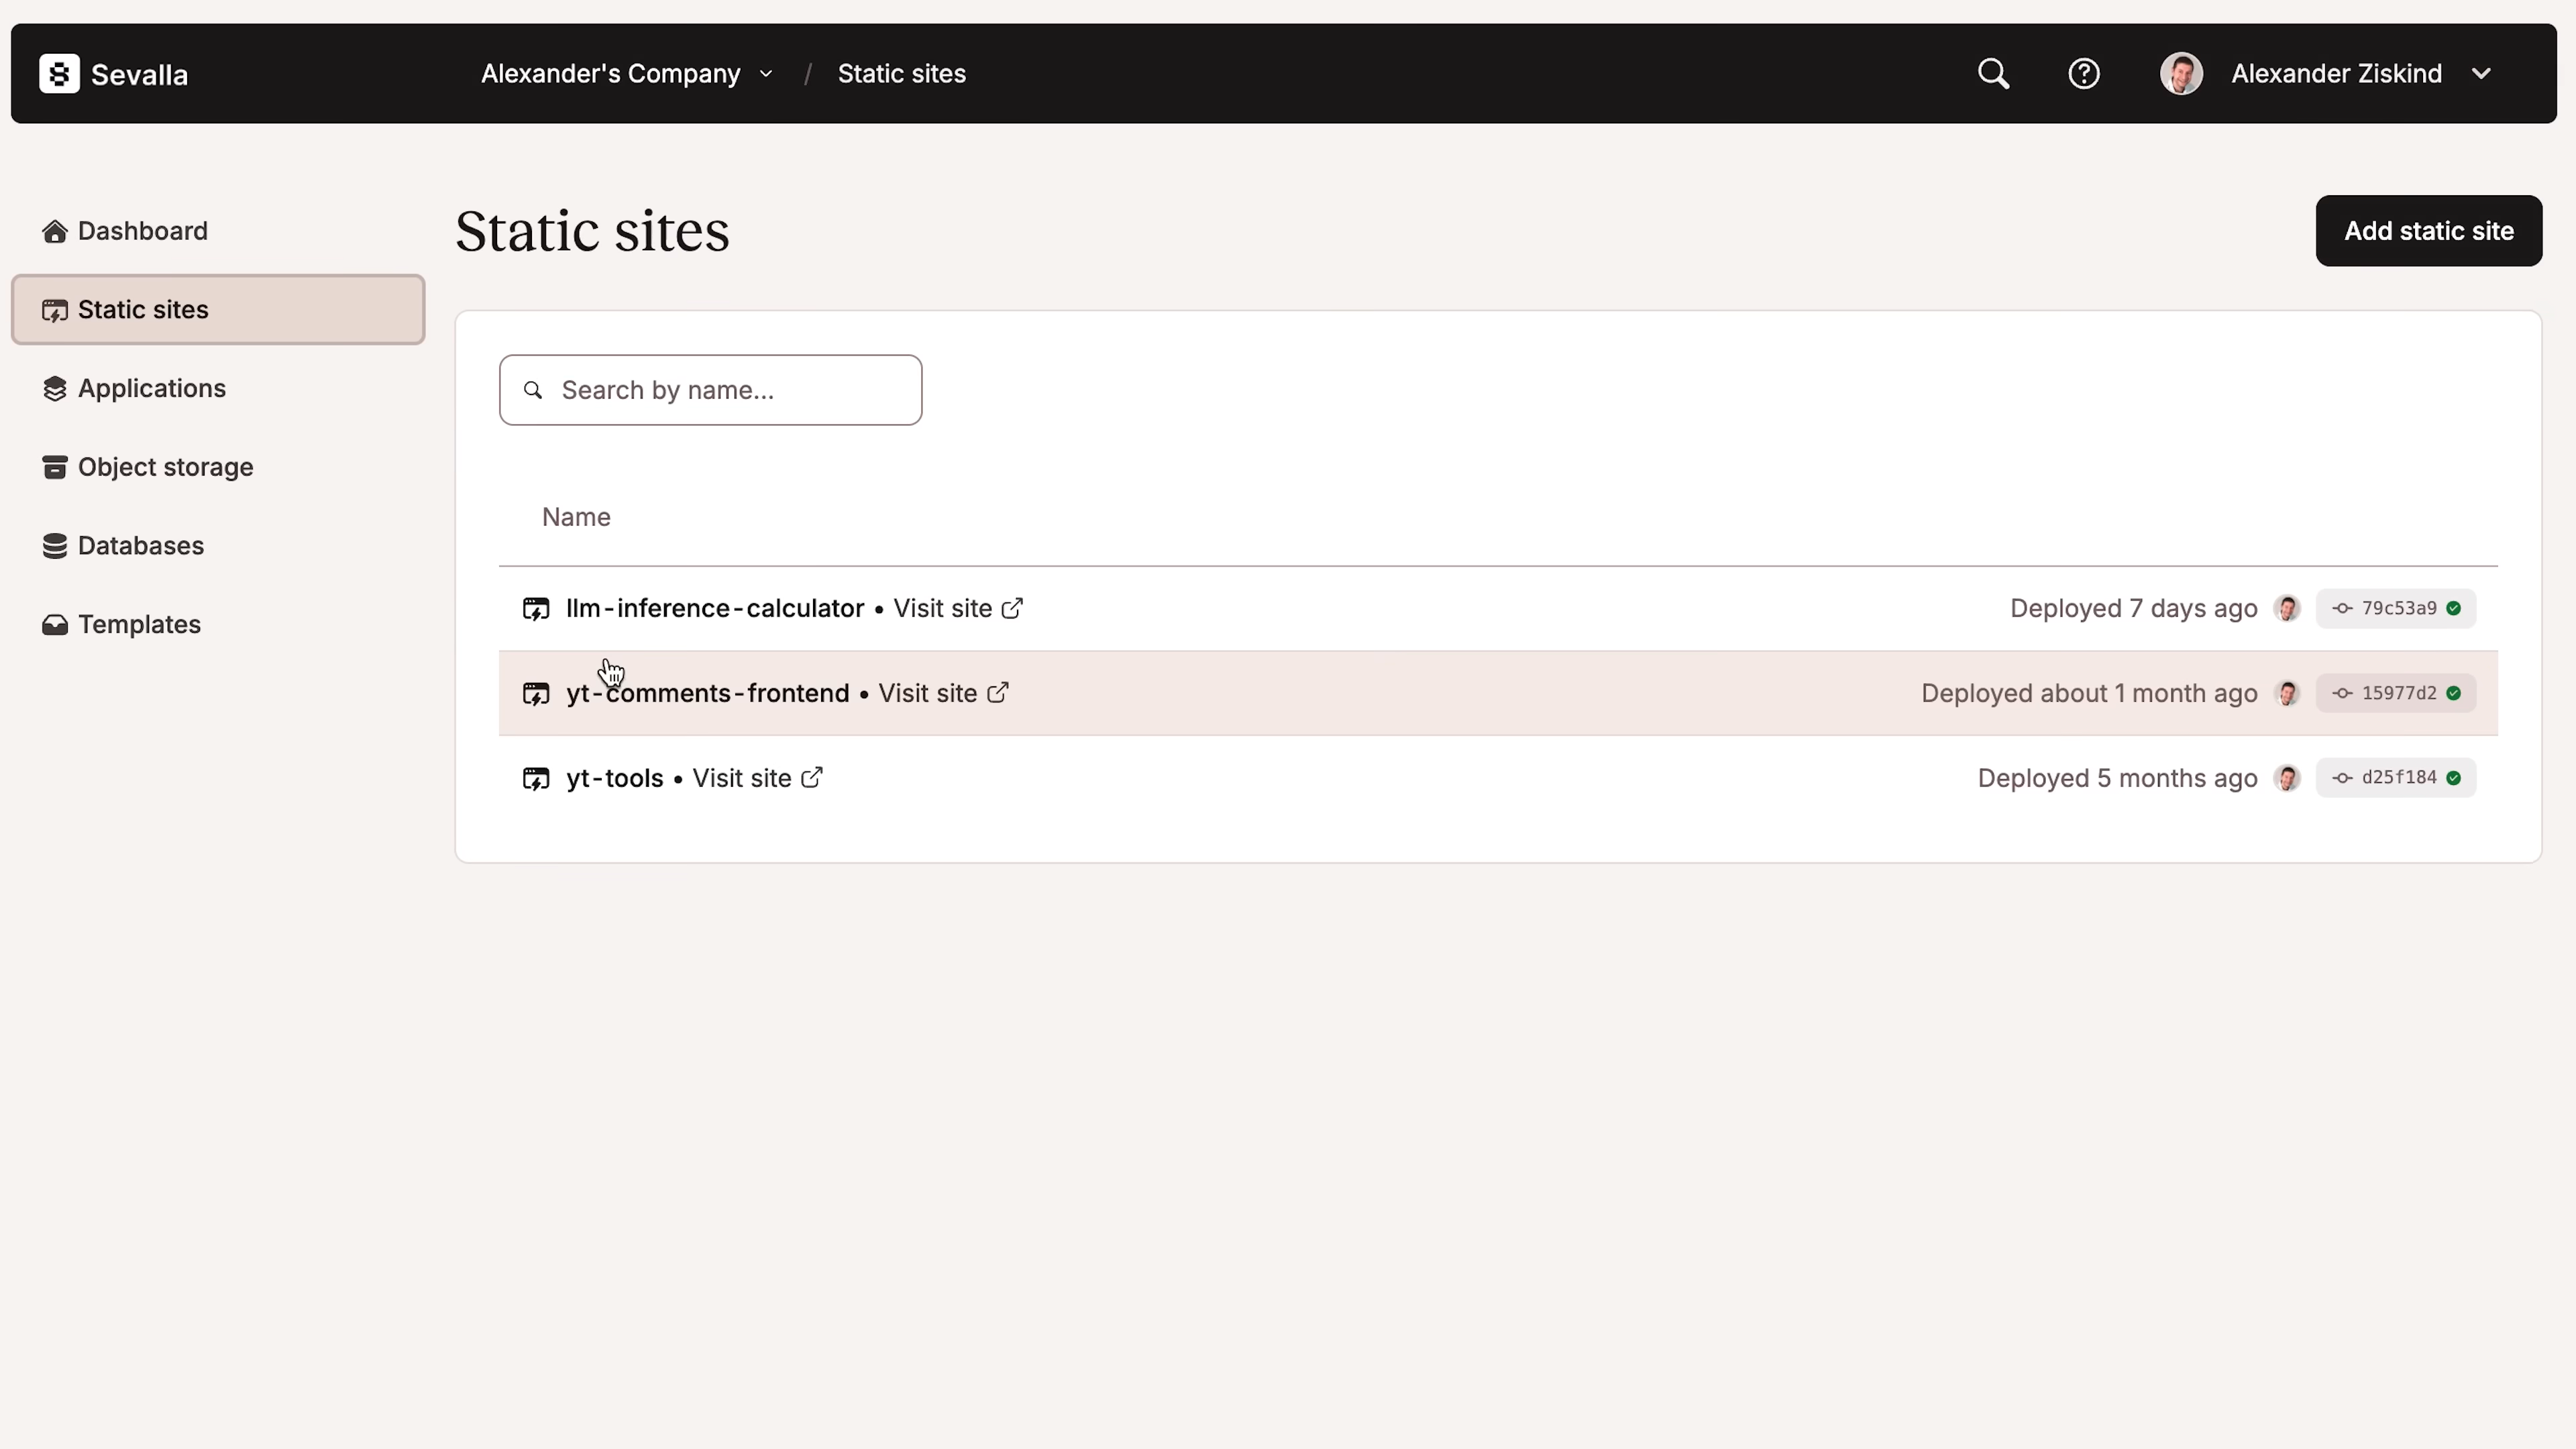 Sevalla
Alexander's Company / Static sites
Alexander Ziskind
Dashboard
Static sites
Applications
Object storage
Databases
Templates
Static sites
Add static site
Search by name...
Name
llm-inference-calculator • Visit site
Deployed 7 days ago
79c53a9
yt-comments-frontend • Visit site
Deployed about 1 month ago
15977d2
yt-tools • Visit site
Deployed 5 months ago
d25f184